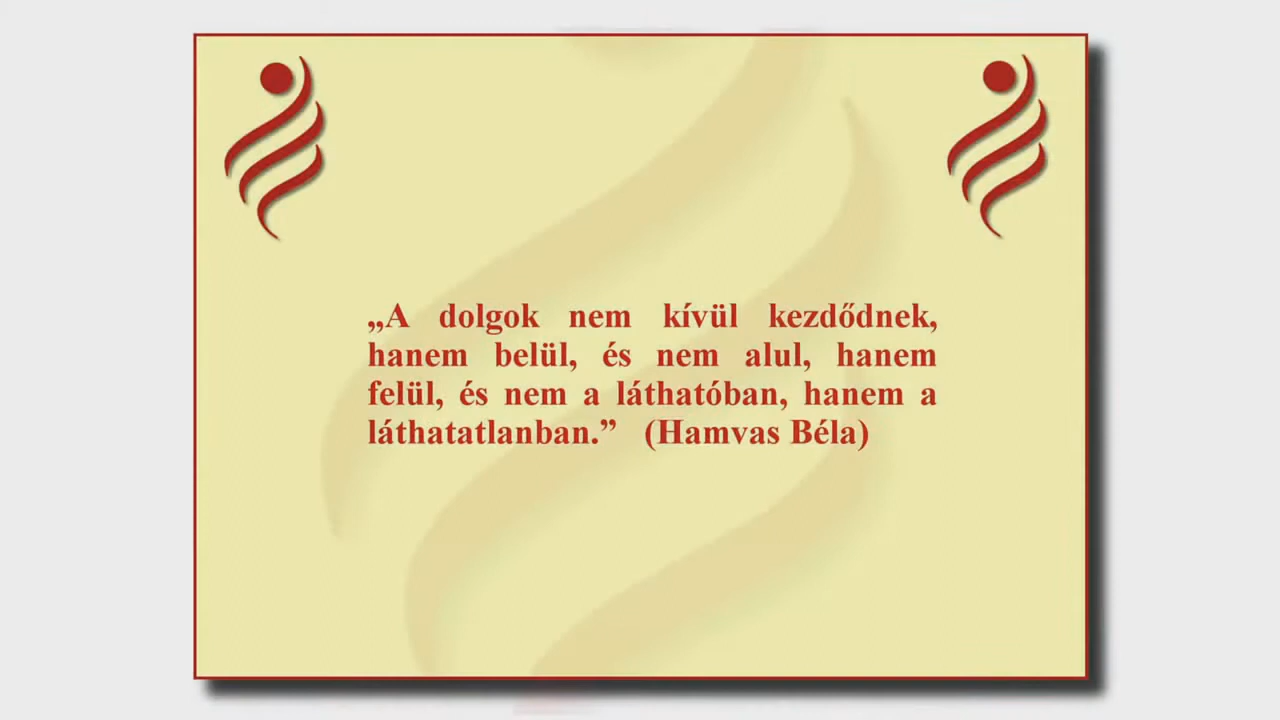 „A dolgok nem kívül kezdődnek,
hanem belül, és nem alul, hanem
felül, és nem a láthatóban, hanem a
láthatatlanban.” (Hamvas Béla)